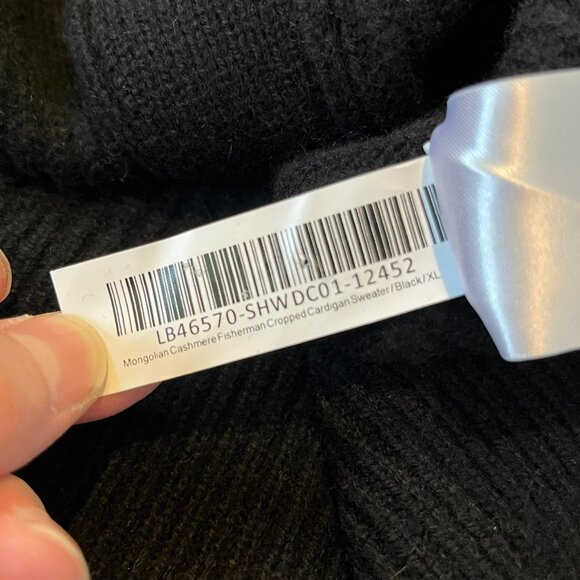 LB46570-SHWDC01-12452
Mongolian Cashmere Fisherman Cropped Cardigan Sweater/Black/XL